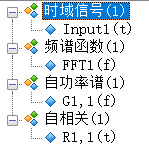 时域信号(1)
Input1(t)
频谱函数(1)
FFT1(f)
自功率谱(1)
G1,1(f)
自相关(1)
R1,1(t)